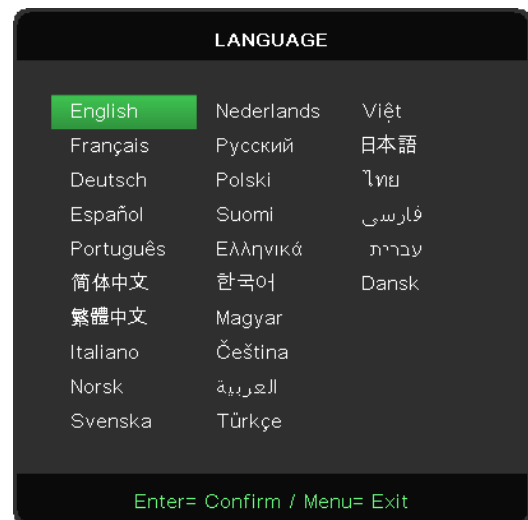 LANGUAGE
English
Français
Deutsch
Español
Português
简体中文
繁體中文
Italiano
Norsk
Svenska
Nederlands
Русский
Polski
Suomi
Ελληνικά
한국어
Magyar
Čeština
العربية
Türkçe
Việt
日本語
ไทย
فارسی
עברית
Dansk
Enter= Confirm / Menu= Exit